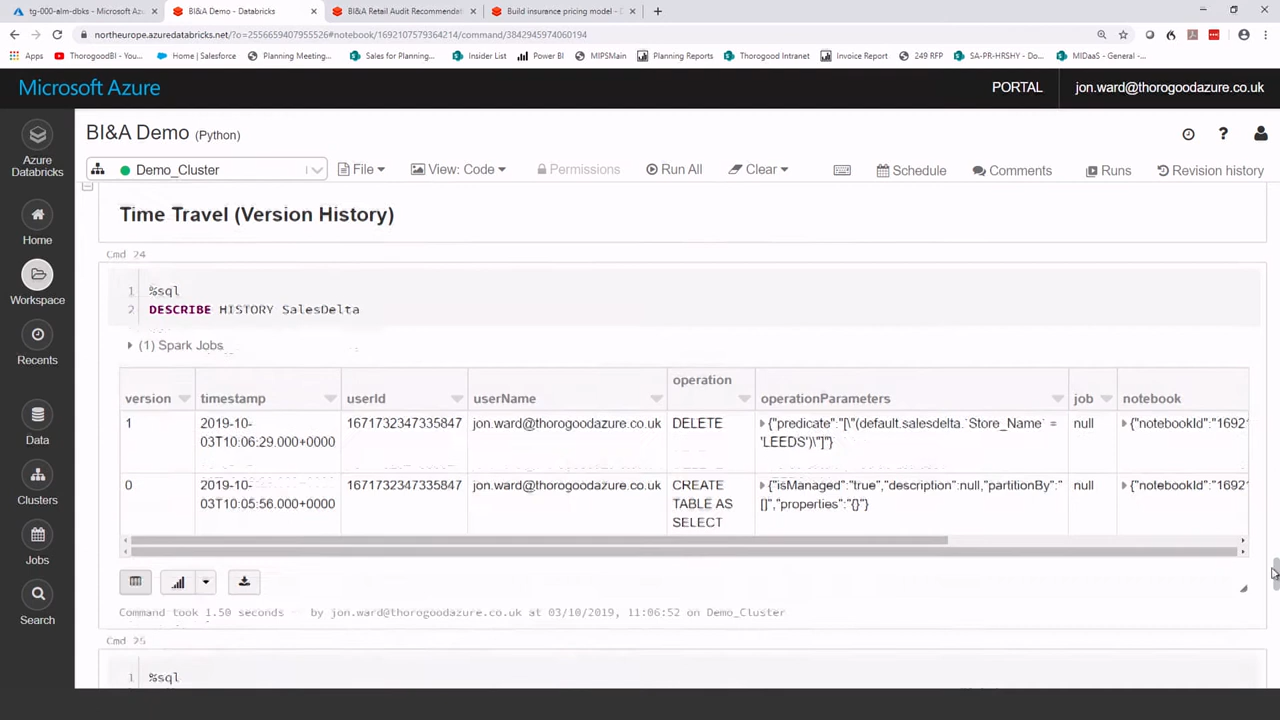 tg-000-alm-dbks - Microsoft Azu
BI&A Demo - Databricks
BI&A Retail Audit Recommendat
Build insurance pricing model - D
northeurope.azuredatabricks.net/?o=2556659407955526#notebook/1692107579364214/command/3842945974060194
Apps
ThorogoodBI - You...
Home | Salesforce
Planning Meeting...
Sales for Planning...
Insider List
Power BI
MIPSMain
Planning Reports
Thorogood Intranet
Invoice Report
249 RFP
SA-PR-HRSHY - Do...
MIDaaS - General -...
Microsoft Azure
PORTAL
jon.ward@thorogoodazure.co.uk
Azure
Databricks
Home
Workspace
Recents
Data
Clusters
Jobs
Search
BI&A Demo (Python)
Demo_Cluster
File
View: Code
Permissions
Run All
Clear
Schedule
Comments
Runs
Revision history
Time Travel (Version History)
Cmd 24
1 %sql
2 DESCRIBE HISTORY SalesDelta
(1) Spark Jobs
version timestamp userId userName operation operationParameters job notebook
1 2019-10-03T10:06:29.000+0000 1671732347335847 jon.ward@thorogoodazure.co.uk DELETE {"predicate":"[\"(default.salesdelta.`Store_Name` = 'LEEDS')\"]"} null {"notebookId":"1692
0 2019-10-03T10:05:56.000+0000 1671732347335847 jon.ward@thorogoodazure.co.uk CREATE TABLE AS SELECT {"isManaged":"true","description":null,"partitionBy":"[]","properties":"{}"} null {"notebookId":"1692
Command took 1.50 seconds -- by jon.ward@thorogoodazure.co.uk at 03/10/2019, 11:06:52 on Demo_Cluster
Cmd 25
1 %sql